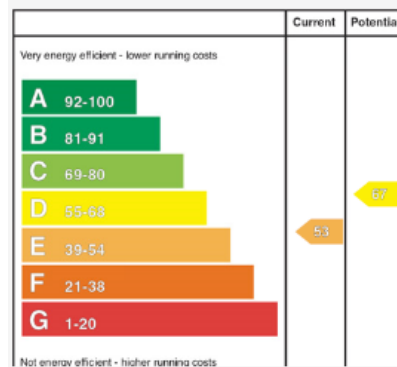 Current Potentia
Very energy efficient - lower running costs
A 92-100
B 81-91
C 69-80
D 55-68
67
E 39-54
53
F 21-38
G 1-20
Not energy efficient - higher running costs